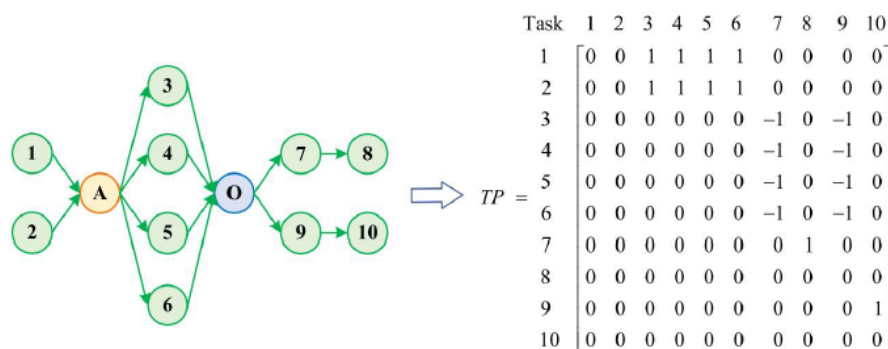 Task 1 2 3 4 5 6 7 8 9 10
1 0 0 1 1 1 1 0 0 0 0
2 0 0 1 1 1 1 0 0 0 0
3 0 0 0 0 0 0 −1 0 −1 0
4 0 0 0 0 0 0 −1 0 −1 0
5 0 0 0 0 0 0 −1 0 −1 0
6 0 0 0 0 0 0 −1 0 −1 0
7 0 0 0 0 0 0 0 1 0 0
8 0 0 0 0 0 0 0 0 0 0
9 0 0 0 0 0 0 0 0 0 1
10 0 0 0 0 0 0 0 0 0 0
TP =
3
1 4 7 8
A O
2 5 9 10
6